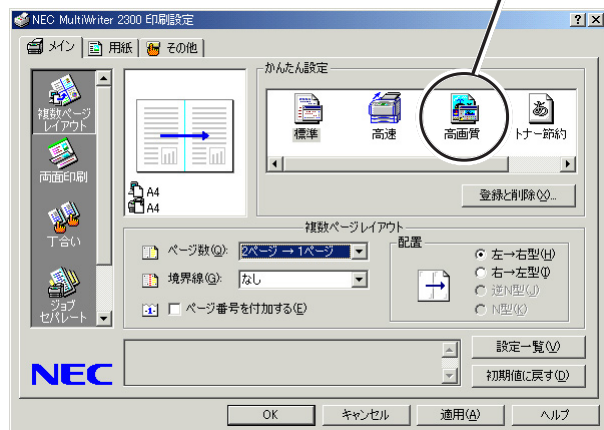 NEC MultiWriter 2300 印刷設定
メイン 用紙 その他
かんたん設定
複数ページ
レイアウト
両面印刷
丁合い
ジョブ
セパレート
A4
A4
標準 高速 高画質 トナー節約
登録と削除(X)...
複数ページレイアウト
ページ数(Q): 2ページ → 1ページ
境界線(G): なし
ページ番号を付加する(E)
配置
左→右型(H)
右→左型(I)
逆N型(J)
N型(K)
NEC
設定一覧(V)
初期値に戻す(D)
OK キャンセル 適用(A) ヘルプ